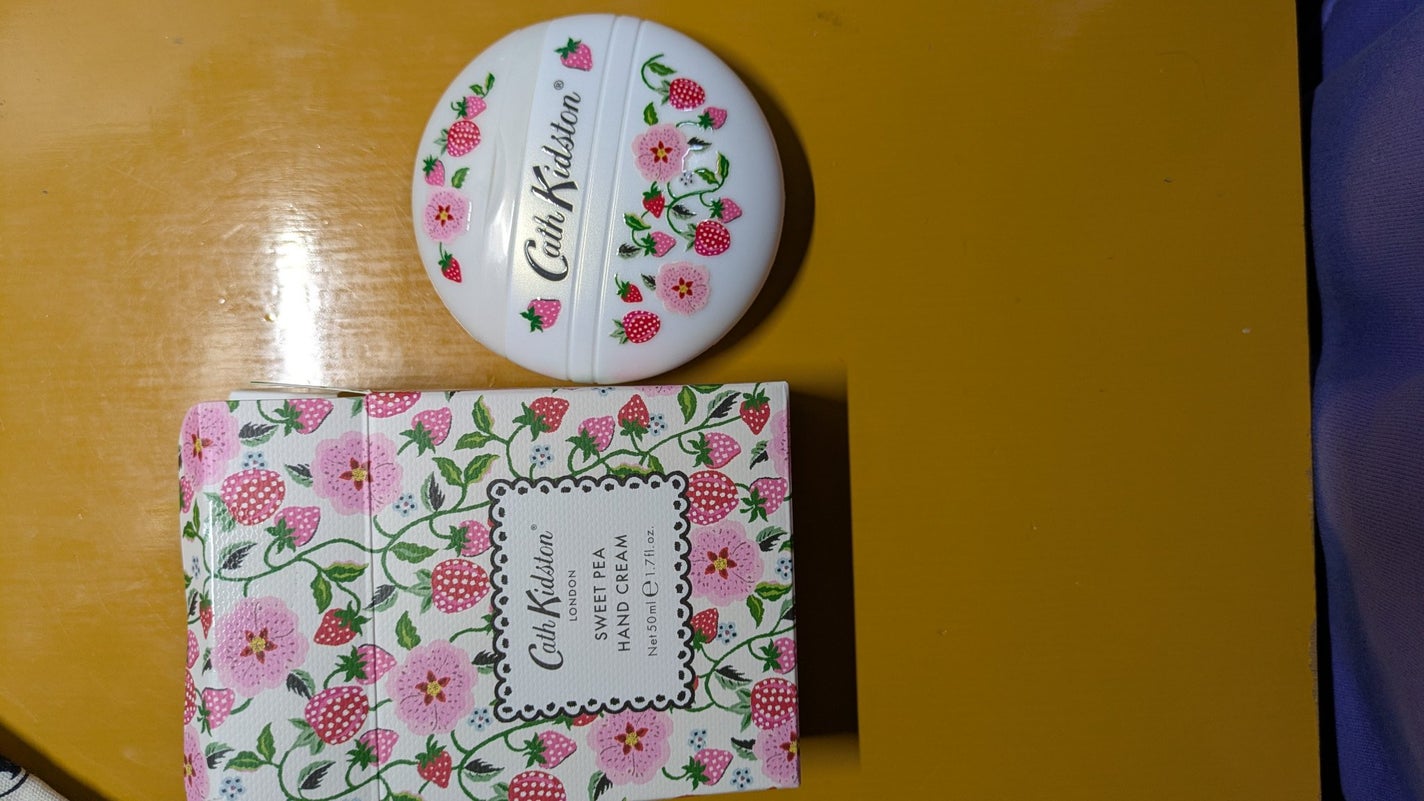 Cath Kidston®
Cath Kidston®
LONDON
SWEET PEA
HAND CREAM
Net 50ml ℮ 1.7fl.oz.